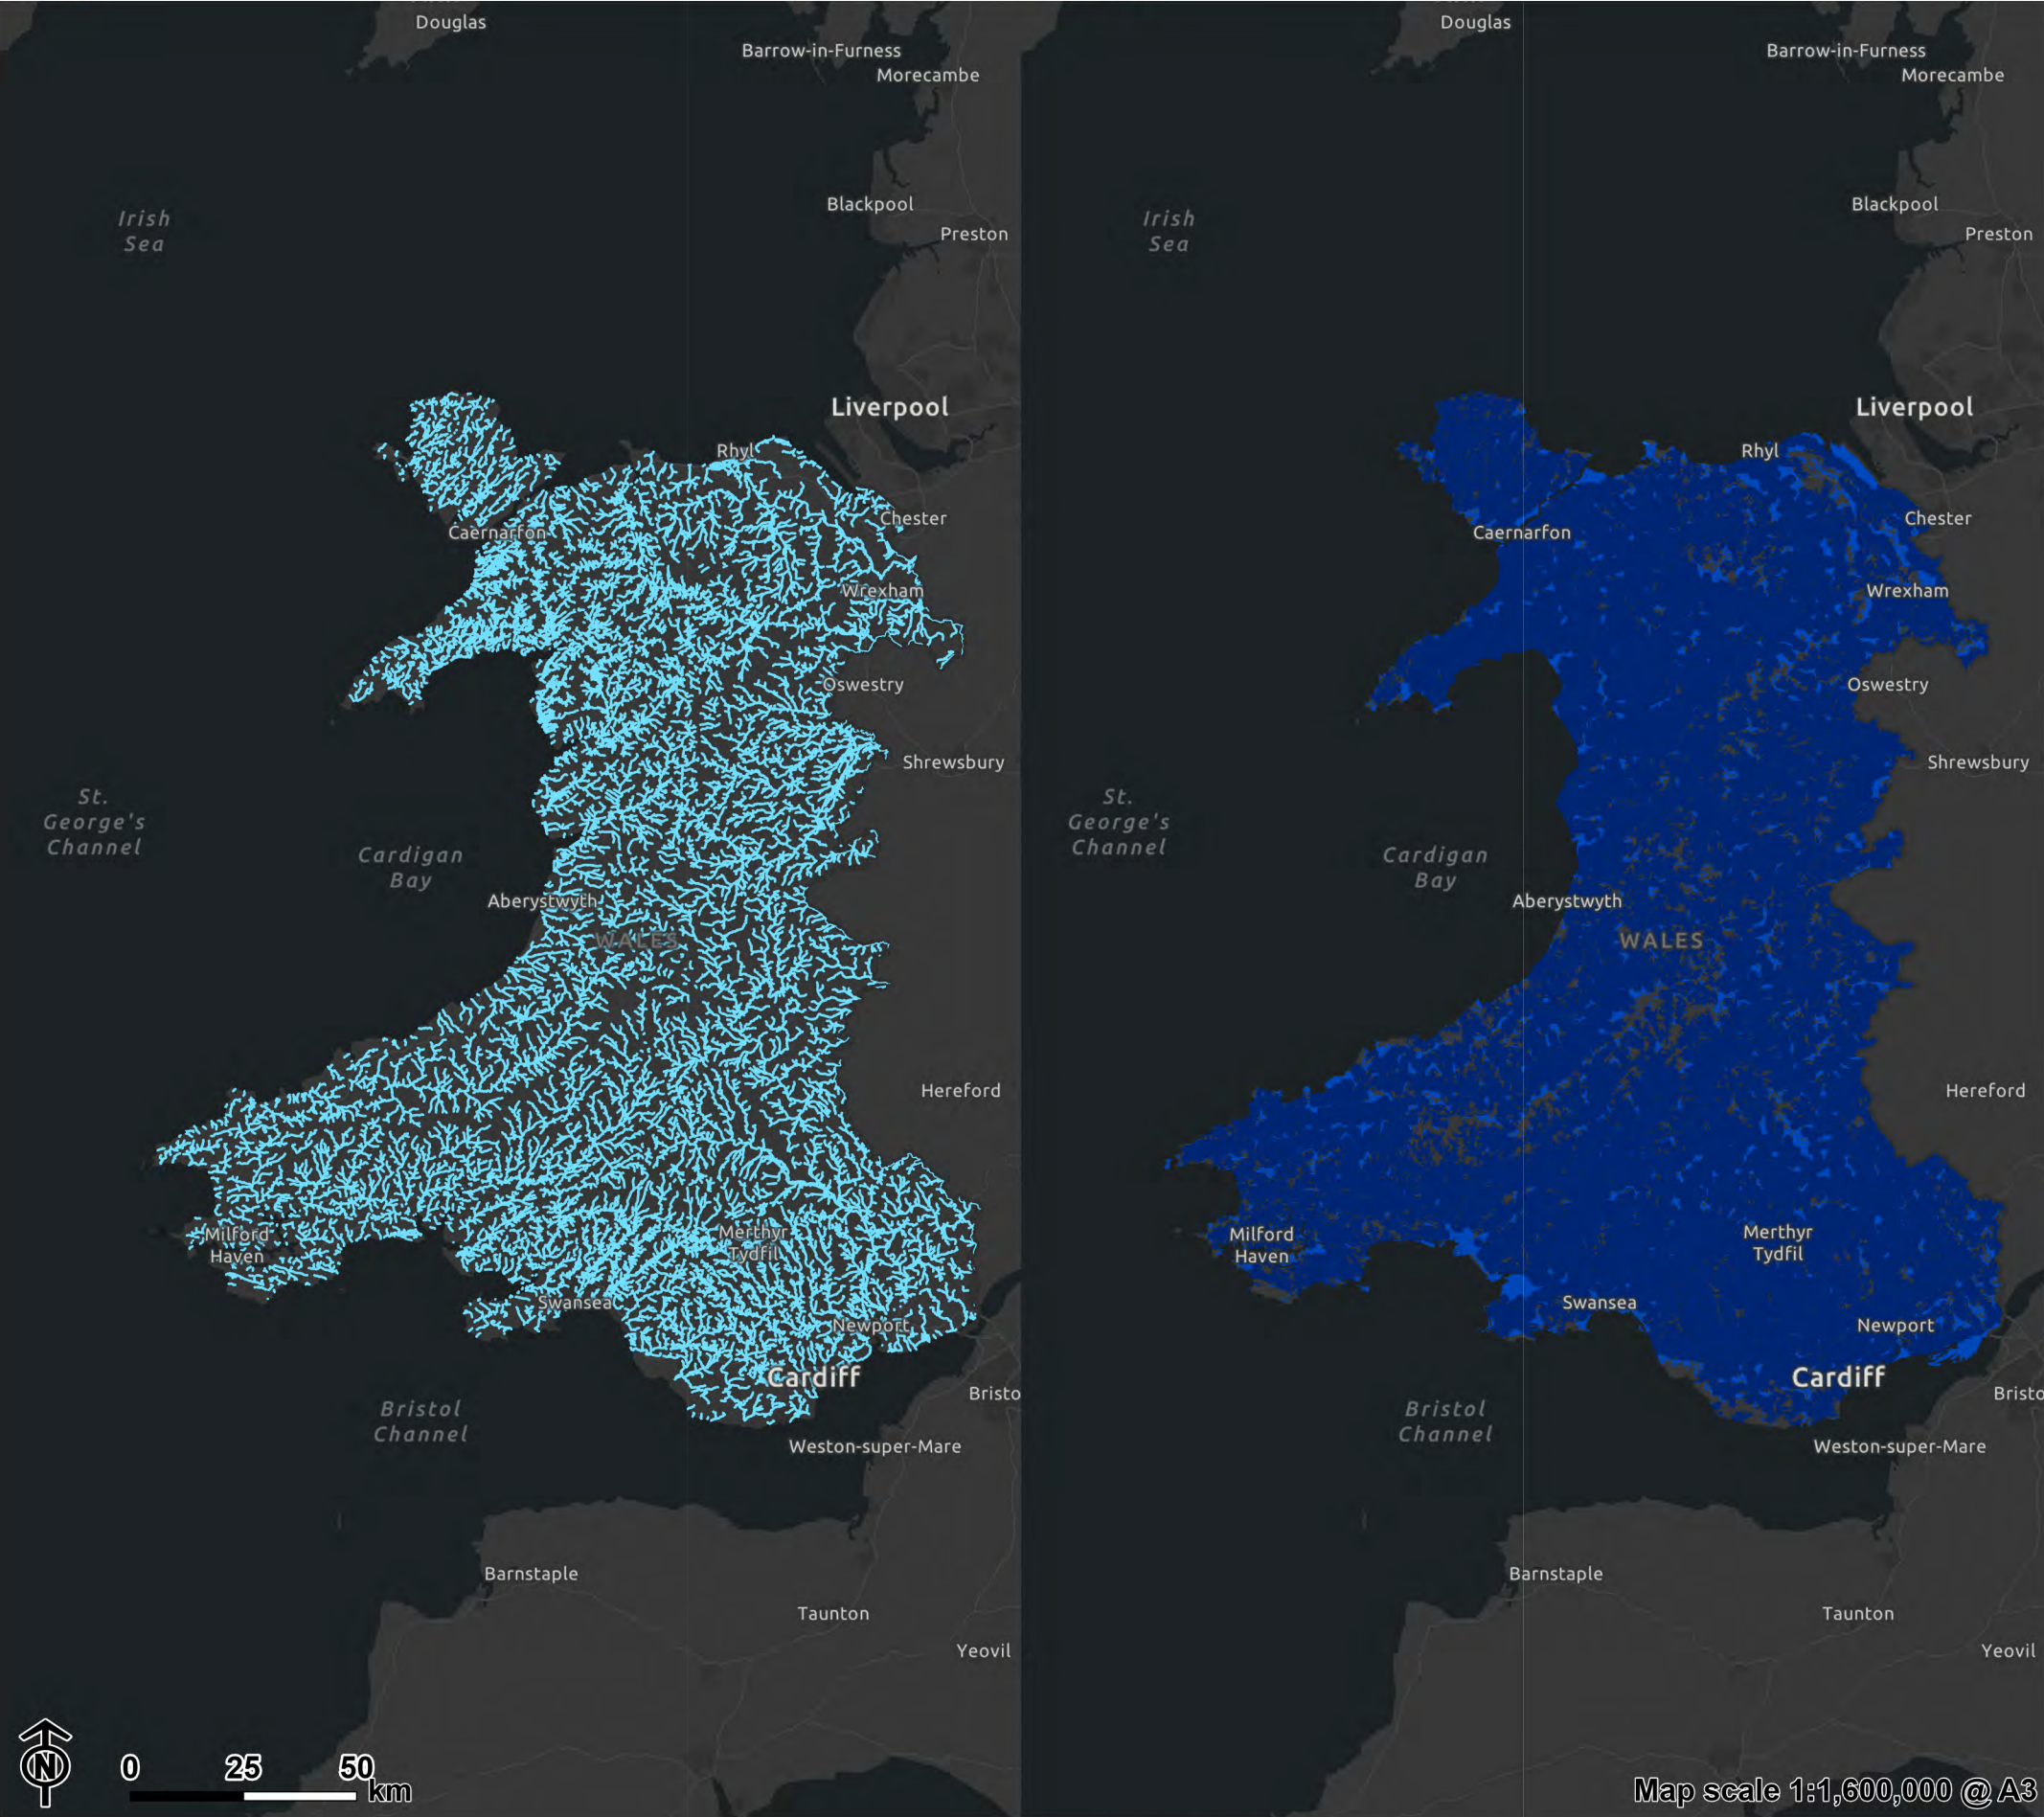 Douglas
Barrow-in-Furness
Morecambe
Blackpool
Preston
Irish
Sea
Liverpool
Rhyl
Chester
Caernarfon
Wrexham
Oswestry
Shrewsbury
St.
George's
Channel
Cardigan
Bay
Aberystwyth
WALES
Hereford
Milford
Haven
Merthyr
Tydfil
Swansea
Newport
Cardiff
Bristo
Bristol
Channel
Weston-super-Mare
Barnstaple
Taunton
Yeovil
N
0 25 50
km
Douglas
Barrow-in-Furness
Morecambe
Blackpool
Preston
Irish
Sea
Liverpool
Rhyl
Chester
Caernarfon
Wrexham
Oswestry
Shrewsbury
St.
George's
Channel
Cardigan
Bay
Aberystwyth
WALES
Hereford
Milford
Haven
Merthyr
Tydfil
Swansea
Newport
Cardiff
Bristo
Bristol
Channel
Weston-super-Mare
Barnstaple
Taunton
Yeovil
Map scale 1:1,600,000 @ A3